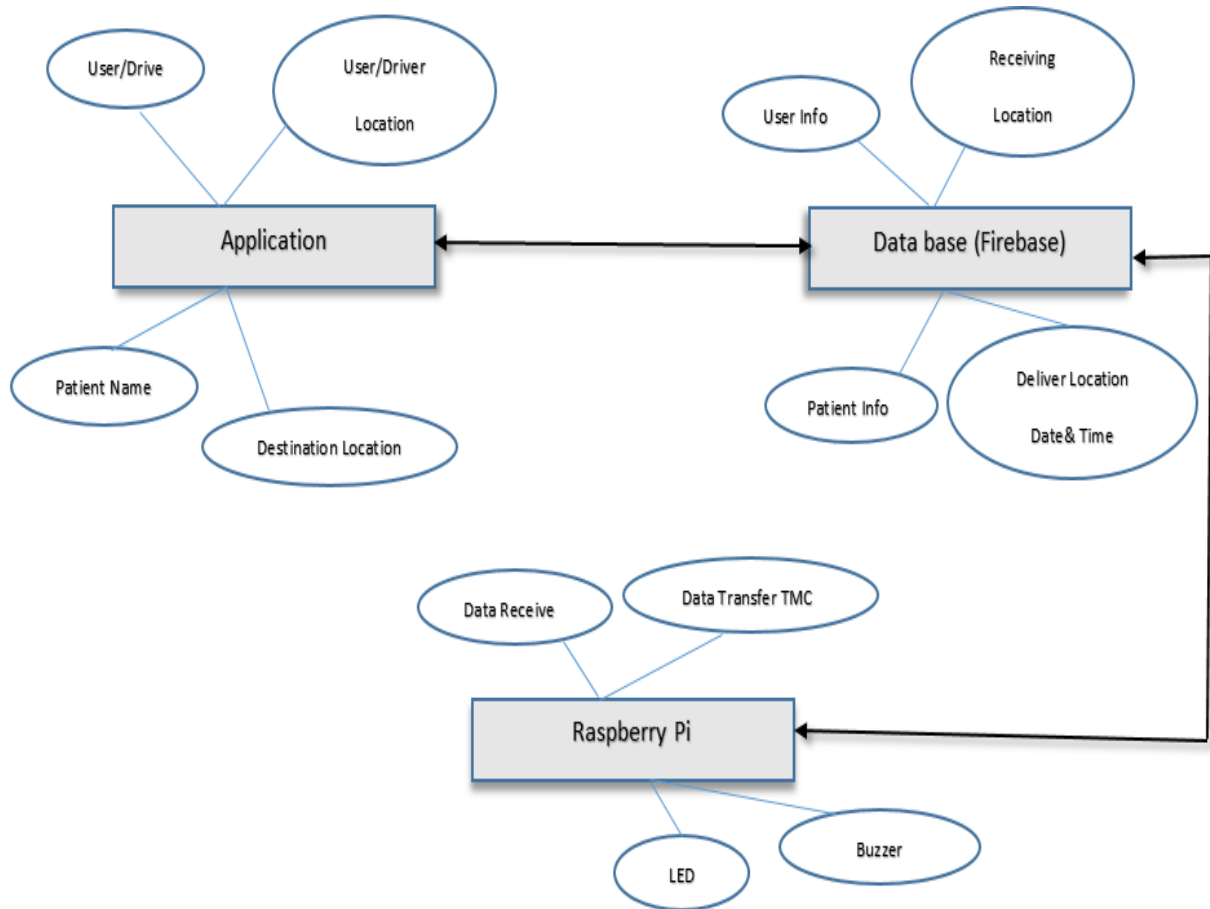 User/Drive
User/Driver
Location
Receiving
Location
User Info
Application
Data base (Firebase)
Patient Name
Destination Location
Patient Info
Deliver Location
Date& Time
Data Receive
Data Transfer TMC
Raspberry Pi
LED
Buzzer